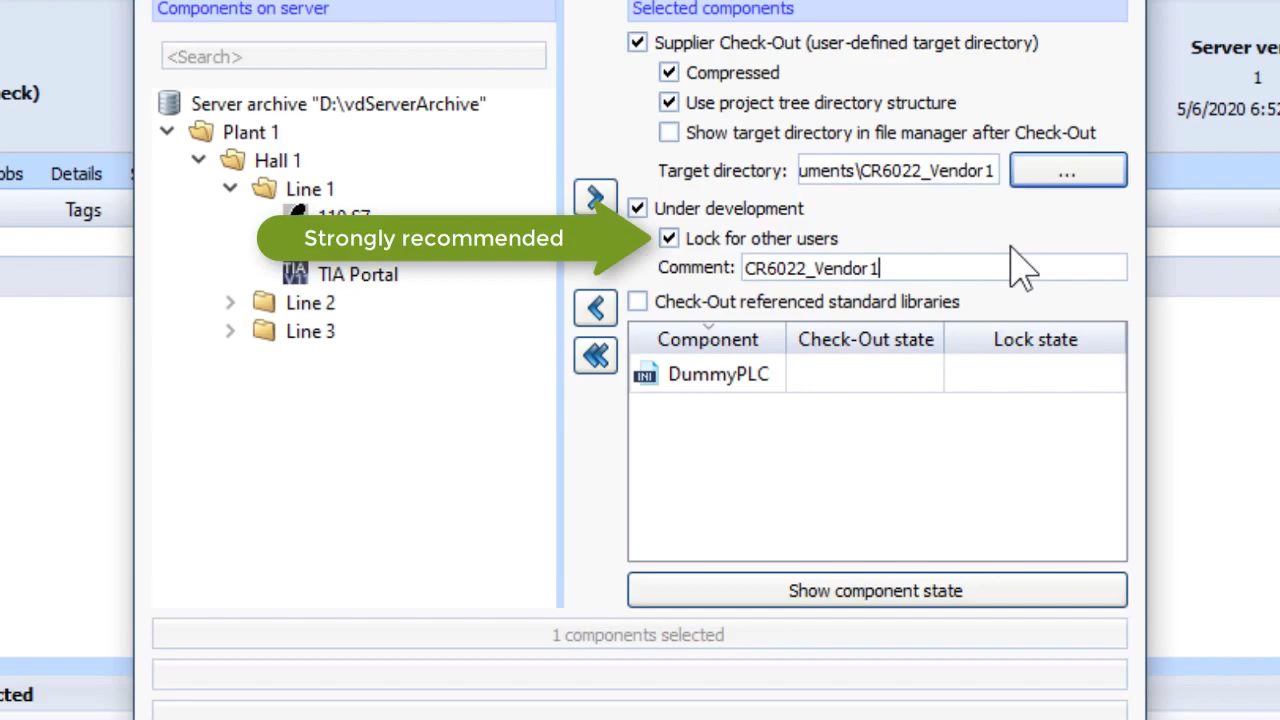 Components on server
<Search>
Server archive "D:\vdServerArchive"
Plant 1
Hall 1
Line 1
Strongly recommended
TIA Portal
Line 2
Line 3
Selected components
Supplier Check-Out (user-defined target directory)
Compressed
Use project tree directory structure
Show target directory in file manager after Check-Out
Target directory: uments\CR6022_Vendor1 ...
Under development
Lock for other users
Comment: CR6022_Vendor1
Check-Out referenced standard libraries
Component Check-Out state Lock state
INI DummyPLC
Show component state
1 components selected
eck)
Details
Tags
cted
Server ve
1
5/6/2020 6:52